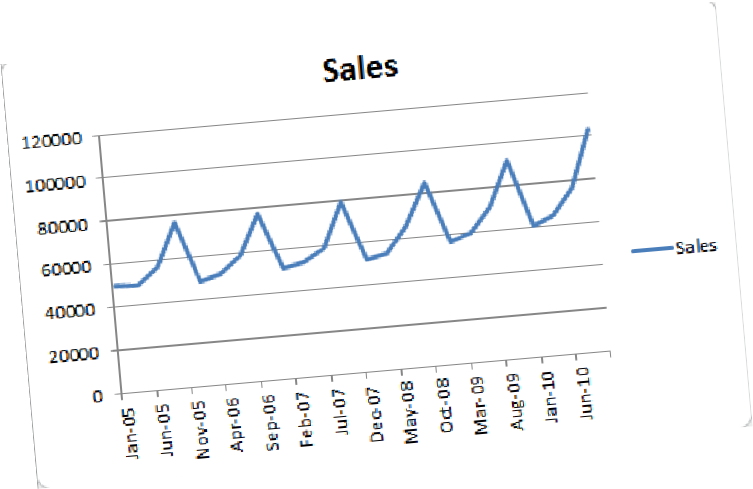 Sales
120000
100000
80000
60000
40000
20000
0
Jan-05
Jun-05
Nov-05
Apr-06
Sep-06
Feb-07
Jul-07
Dec-07
May-08
Oct-08
Mar-09
Aug-09
Jan-10
Jun-10
Sales